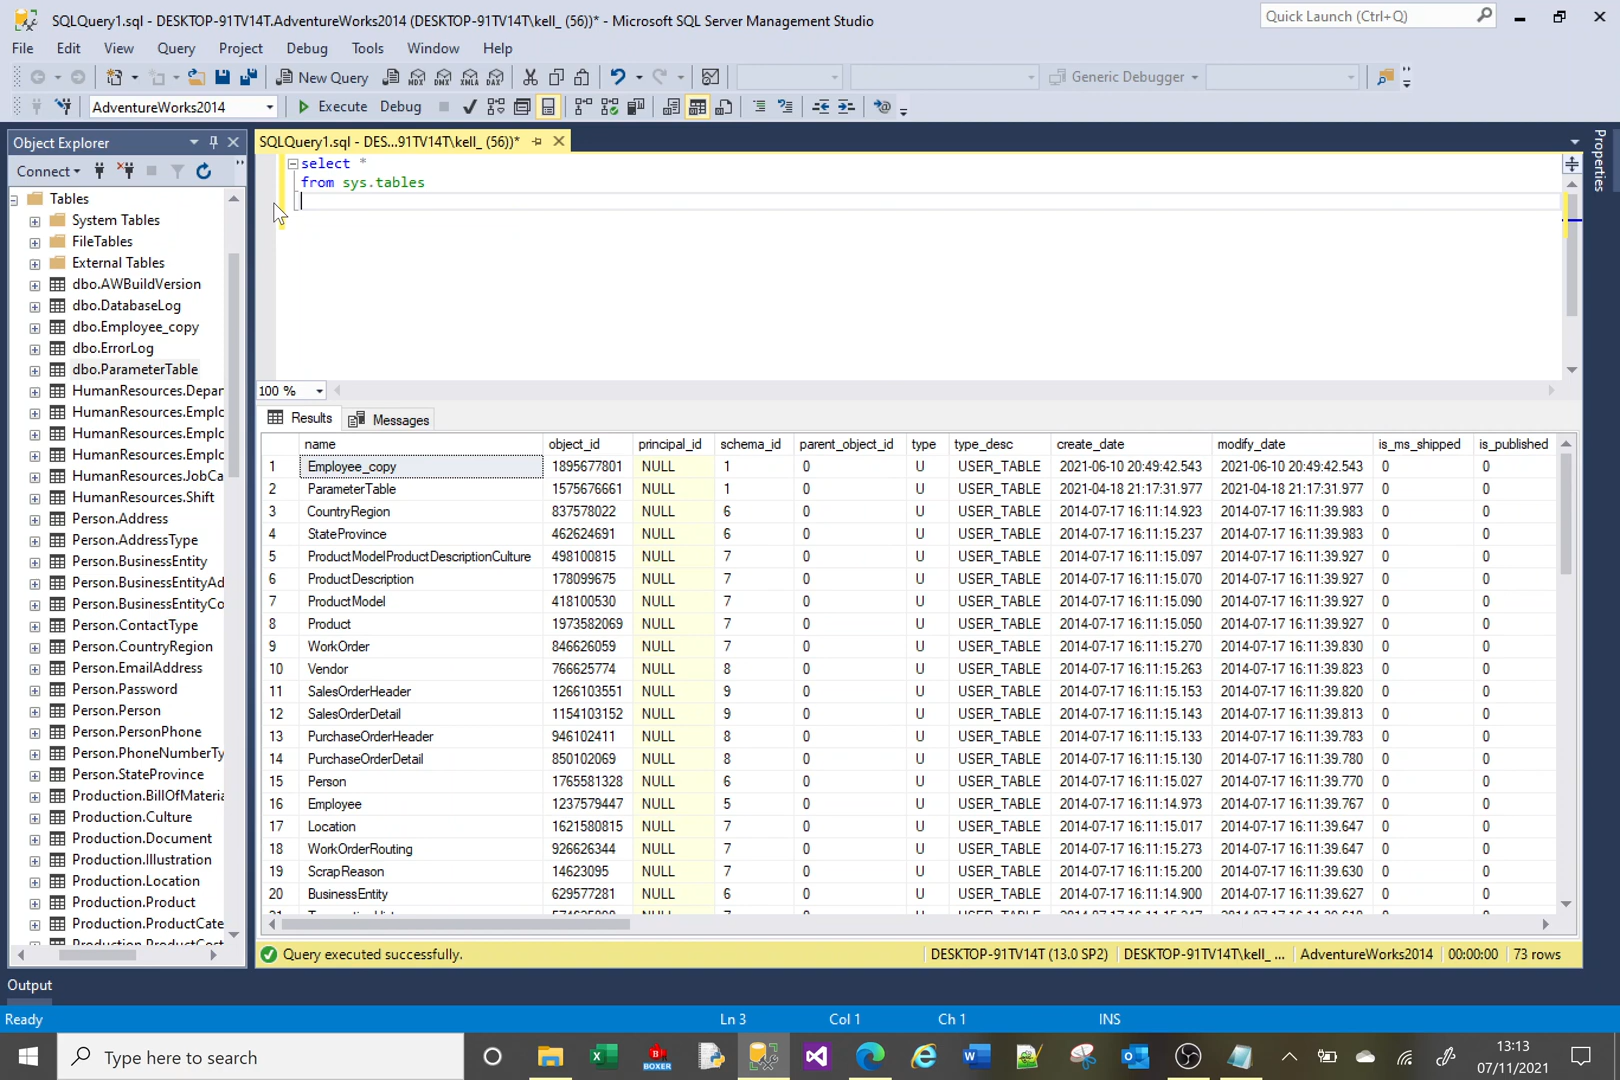 SQLQuery1.sql - DESKTOP-91TV14T.AdventureWorks2014 (DESKTOP-91TV14T\kell_ (56))* - Microsoft SQL Server Management Studio
Quick Launch (Ctrl+Q)
File Edit View Query Project Debug Tools Window Help
New Query MDX DMX XMLA DAX Generic Debugger
AdventureWorks2014 Execute Debug
Object Explorer
Connect
Tables
System Tables
FileTables
External Tables
dbo.AWBuildVersion
dbo.DatabaseLog
dbo.Employee_copy
dbo.ErrorLog
dbo.ParameterTable
HumanResources.Depar
HumanResources.Emplo
HumanResources.Emplo
HumanResources.Emplo
HumanResources.JobCa
HumanResources.Shift
Person.Address
Person.AddressType
Person.BusinessEntity
Person.BusinessEntityAd
Person.BusinessEntityCo
Person.ContactType
Person.CountryRegion
Person.EmailAddress
Person.Password
Person.Person
Person.PersonPhone
Person.PhoneNumberTy
Person.StateProvince
Production.BillOfMateria
Production.Culture
Production.Document
Production.Illustration
Production.Location
Production.Product
Production.ProductCate
Production.ProductCost
SQLQuery1.sql - DES...91TV14T\kell_ (56))*
select *
from sys.tables
Properties
100 %
Results Messages
name object_id principal_id schema_id parent_object_id type type_desc create_date modify_date is_ms_shipped is_published
1 Employee_copy 1895677801 NULL 1 0 U USER_TABLE 2021-06-10 20:49:42.543 2021-06-10 20:49:42.543 0 0
2 ParameterTable 1575676661 NULL 1 0 U USER_TABLE 2021-04-18 21:17:31.977 2021-04-18 21:17:31.977 0 0
3 CountryRegion 837578022 NULL 6 0 U USER_TABLE 2014-07-17 16:11:14.923 2014-07-17 16:11:39.983 0 0
4 StateProvince 462624691 NULL 6 0 U USER_TABLE 2014-07-17 16:11:15.237 2014-07-17 16:11:39.983 0 0
5 ProductModelProductDescriptionCulture 498100815 NULL 7 0 U USER_TABLE 2014-07-17 16:11:15.097 2014-07-17 16:11:39.927 0 0
6 ProductDescription 178099675 NULL 7 0 U USER_TABLE 2014-07-17 16:11:15.070 2014-07-17 16:11:39.927 0 0
7 ProductModel 418100530 NULL 7 0 U USER_TABLE 2014-07-17 16:11:15.090 2014-07-17 16:11:39.927 0 0
8 Product 1973582069 NULL 7 0 U USER_TABLE 2014-07-17 16:11:15.050 2014-07-17 16:11:39.927 0 0
9 WorkOrder 846626059 NULL 7 0 U USER_TABLE 2014-07-17 16:11:15.270 2014-07-17 16:11:39.830 0 0
10 Vendor 766625774 NULL 8 0 U USER_TABLE 2014-07-17 16:11:15.263 2014-07-17 16:11:39.823 0 0
11 SalesOrderHeader 1266103551 NULL 9 0 U USER_TABLE 2014-07-17 16:11:15.153 2014-07-17 16:11:39.820 0 0
12 SalesOrderDetail 1154103152 NULL 9 0 U USER_TABLE 2014-07-17 16:11:15.143 2014-07-17 16:11:39.813 0 0
13 PurchaseOrderHeader 946102411 NULL 8 0 U USER_TABLE 2014-07-17 16:11:15.133 2014-07-17 16:11:39.783 0 0
14 PurchaseOrderDetail 850102069 NULL 8 0 U USER_TABLE 2014-07-17 16:11:15.130 2014-07-17 16:11:39.780 0 0
15 Person 1765581328 NULL 6 0 U USER_TABLE 2014-07-17 16:11:15.027 2014-07-17 16:11:39.770 0 0
16 Employee 1237579447 NULL 5 0 U USER_TABLE 2014-07-17 16:11:14.973 2014-07-17 16:11:39.767 0 0
17 Location 1621580815 NULL 7 0 U USER_TABLE 2014-07-17 16:11:15.017 2014-07-17 16:11:39.647 0 0
18 WorkOrderRouting 926626344 NULL 7 0 U USER_TABLE 2014-07-17 16:11:15.273 2014-07-17 16:11:39.647 0 0
19 ScrapReason 14623095 NULL 7 0 U USER_TABLE 2014-07-17 16:11:15.200 2014-07-17 16:11:39.630 0 0
20 BusinessEntity 629577281 NULL 6 0 U USER_TABLE 2014-07-17 16:11:14.900 2014-07-17 16:11:39.627 0 0
Query executed successfully. DESKTOP-91TV14T (13.0 SP2) DESKTOP-91TV14T\kell_ ... AdventureWorks2014 00:00:00 73 rows
Output
Ready Ln 3 Col 1 Ch 1 INS
Type here to search
BOXER
13:13
07/11/2021